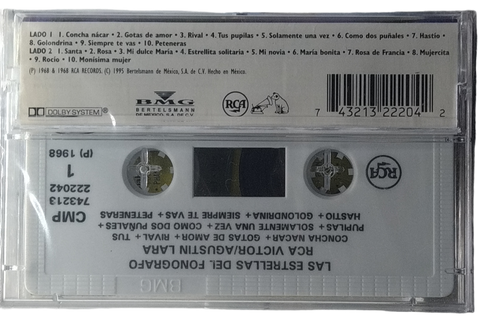 LADO 1 1. Concha nácar • 2. Gotas de amor • 3. Rival • 4. Tus pupilas • 5. Solamente una vez • 6. Como dos puñales • 7. Hastío •
8. Golondrina • 9. Siempre te vas • 10. Peteneras
LADO 2 1. Santa • 2. Rosa • 3. Mi dulce María • 4. Estrellita solitaria • 5. Mi novia • 6. María bonita • 7. Rosa de Francia • 8. Mujercita
• 9. Rocío • 10. Menisima mujer
(P) 1968 & 1968 RCA RECORDS. (C) 1995 Bertelsmann de México, S.A. de C.V. Hecho en México.
DOLBY SYSTEM
BMG
BERTELSMANN
DE MEXICO, S.A. DE C.V.
RCA
7 43213 22204 2
BMG
LAS ESTRELLAS DEL FONOGRAFO
RCA VICTOR/AGUSTIN LARA
CONCHA NACAR + GOTAS DE AMOR + RIVAL + TUS
PUPILAS + SOLAMENTE UNA VEZ + COMO DOS PUÑALES +
HASTIO + GOLONDRINA + SIEMPRE TE VAS + PETENERAS
CMP
743213
222042
1
(P) 1968
RCA